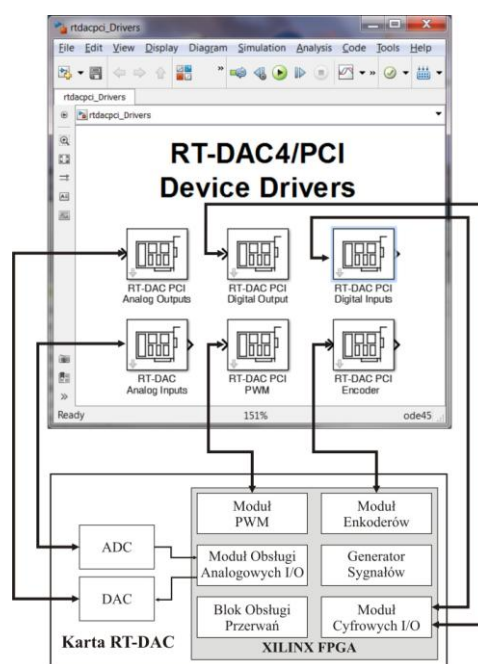 rtdacpci_Drivers
File Edit View Display Diagram Simulation Analysis Code Tools Help
rtdacpci_Drivers
rtdacpci_Drivers
RT-DAC4/PCI
Device Drivers
RT-DAC PCI
Analog Outputs
RT-DAC PCI
Digital Output
RT-DAC PCI
Digital Inputs
RT-DAC
Analog Inputs
RT-DAC PCI
PWM
RT-DAC PCI
Encoder
Ready 151% ode45
Moduł
PWM
Moduł
Enkoderów
ADC
Moduł Obsługi
Analogowych I/O
Generator
Sygnałów
DAC
Blok Obsługi
Przerwań
Moduł
Cyfrowych I/O
Karta RT-DAC
XILINX FPGA